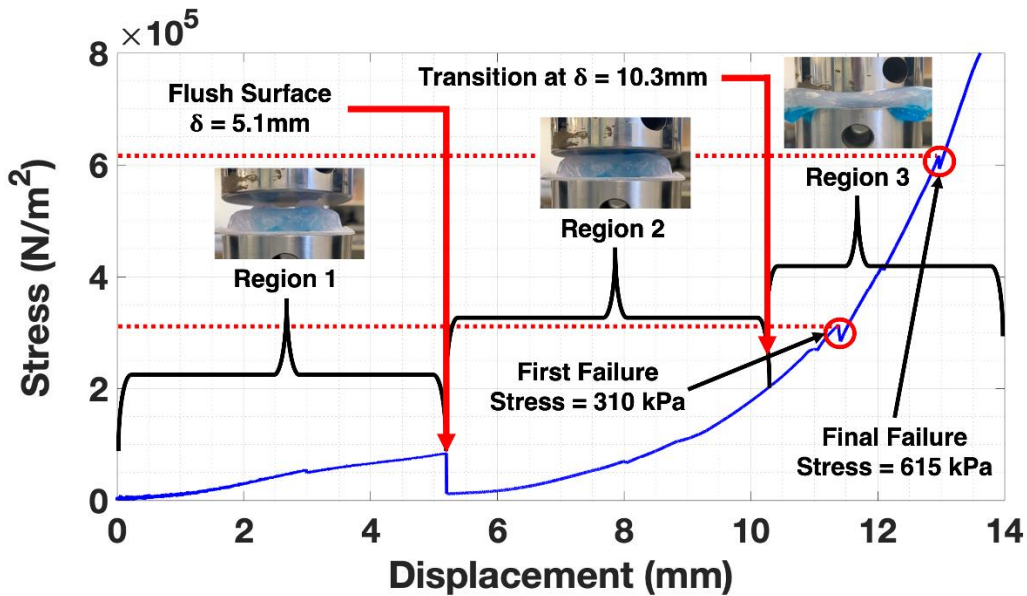 ×10⁵
8
6
4
2
0
Stress (N/m²)
0
2
4
6
8
10
12
14
Displacement (mm)
Flush Surface
δ = 5.1mm
Transition at δ = 10.3mm
Region 1
Region 2
Region 3
First Failure
Stress = 310 kPa
Final Failure
Stress = 615 kPa